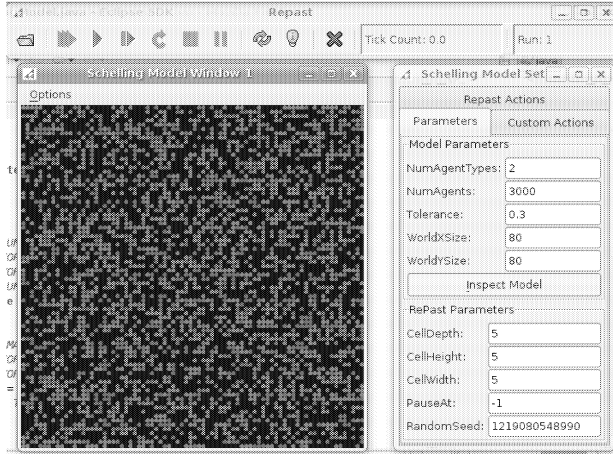 Repast
Tick Count: 0.0
Run: 1
Schelling Model Window 1
Options
Schelling Model Set
Repast Actions
Parameters
Custom Actions
Model Parameters
NumAgentTypes: 2
NumAgents: 3000
Tolerance: 0.3
WorldXSize: 80
WorldYSize: 80
Inspect Model
RePast Parameters
CellDepth: 5
CellHeight: 5
CellWidth: 5
PauseAt: -1
RandomSeed: 1219080548990